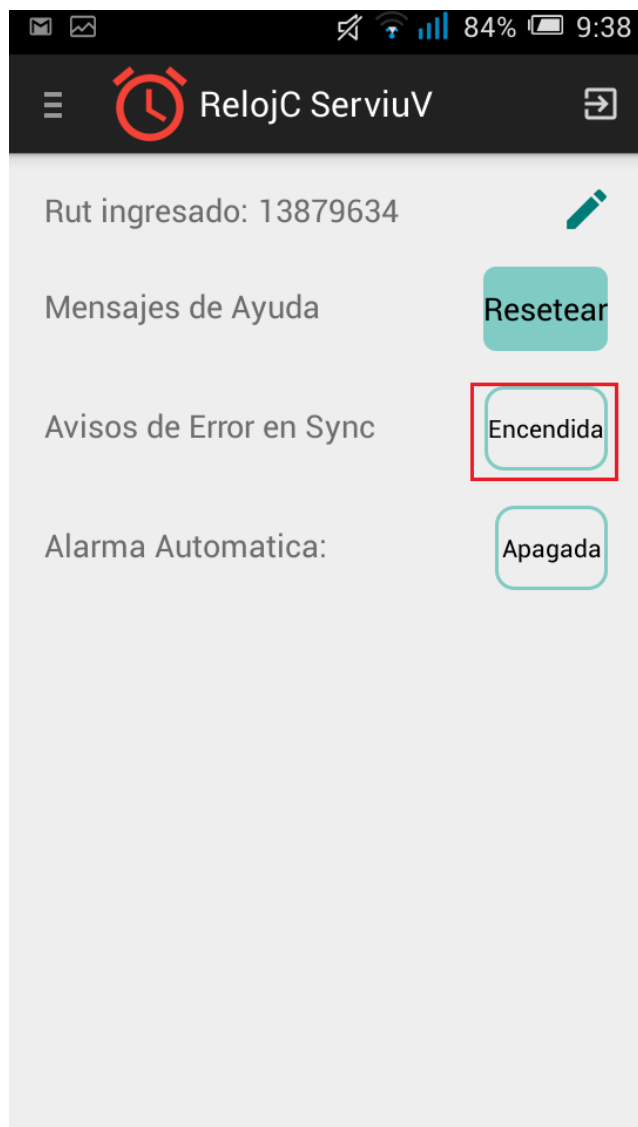 84% 9:38
RelojC ServiuV
Rut ingresado: 13879634
Mensajes de Ayuda Resetear
Avisos de Error en Sync Encendida
Alarma Automatica: Apagada